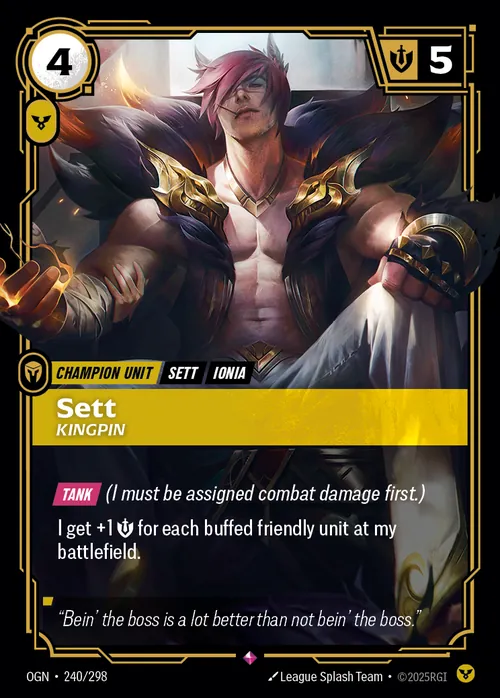 4
5
CHAMPION UNIT SETT IONIA
Sett
KINGPIN
TANK (I must be assigned combat damage first.)
I get +1 for each buffed friendly unit at my
battlefield.
“Bein’ the boss is a lot better than not bein’ the boss.”
OGN • 240/298 League Splash Team • ©2025RGI